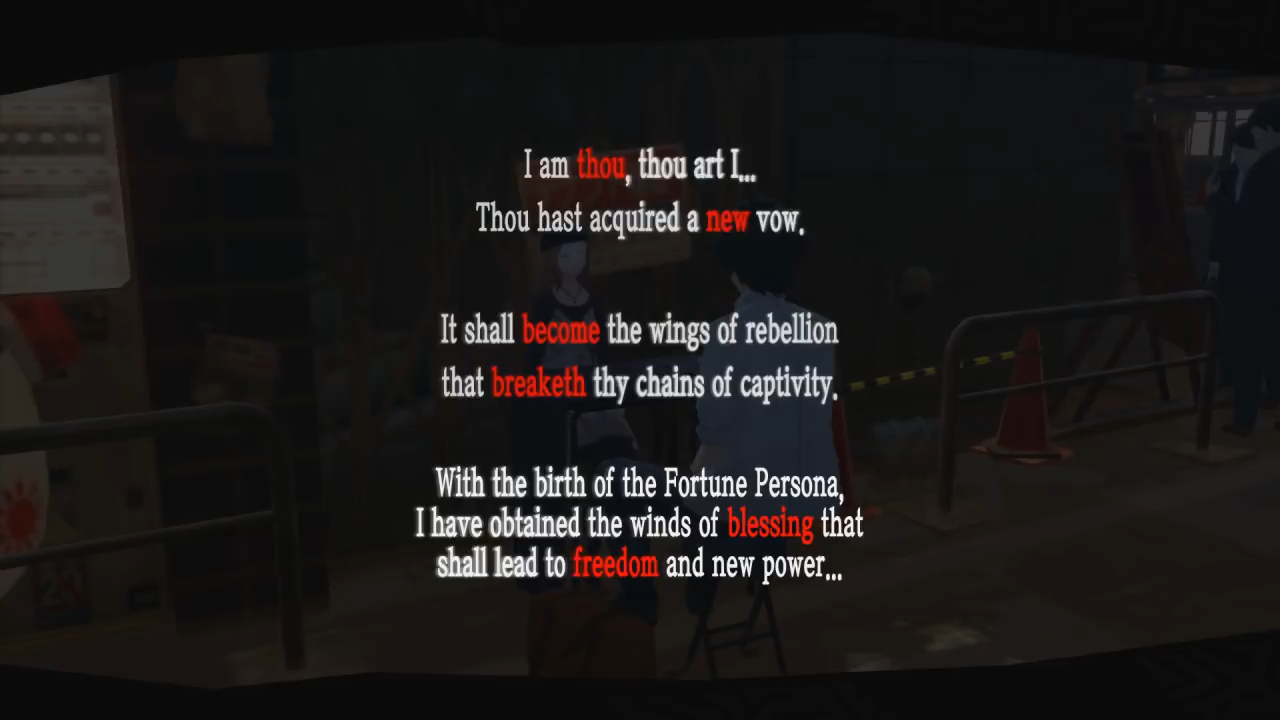 I am thou, thou art I...
Thou hast acquired a new vow.
It shall become the wings of rebellion
that breaketh thy chains of captivity.
With the birth of the Fortune Persona,
I have obtained the winds of blessing that
shall lead to freedom and new power...